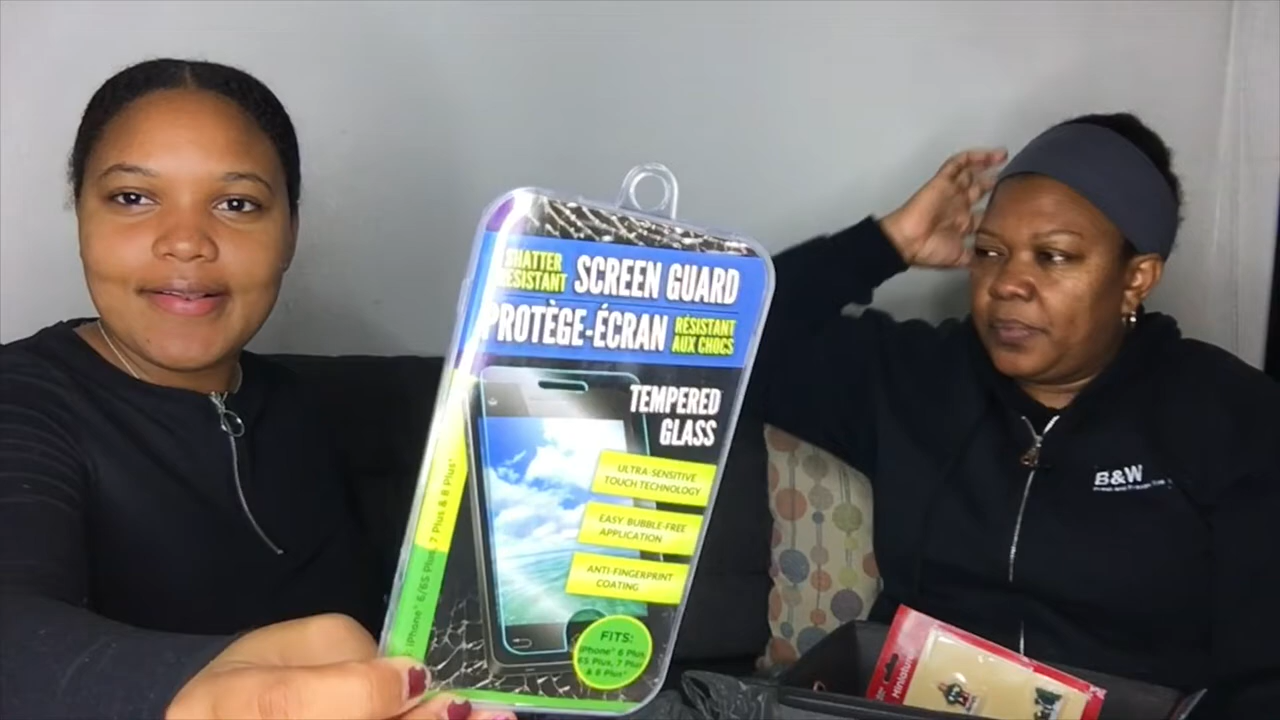 SHATTER
RESISTANT
SCREEN GUARD
PROTÈGE-ÉCRAN
RÉSISTANT
AUX CHOCS
TEMPERED
GLASS
ULTRA-SENSITIVE
TOUCH TECHNOLOGY
EASY, BUBBLE-FREE
APPLICATION
ANTI-FINGERPRINT
COATING
FITS:
iPhone® 6 Plus,
6S Plus, 7 Plus
& 8 Plus*
iPhone® 6/6S Plus, 7 Plus & 8 Plus*
B&W
Miniature